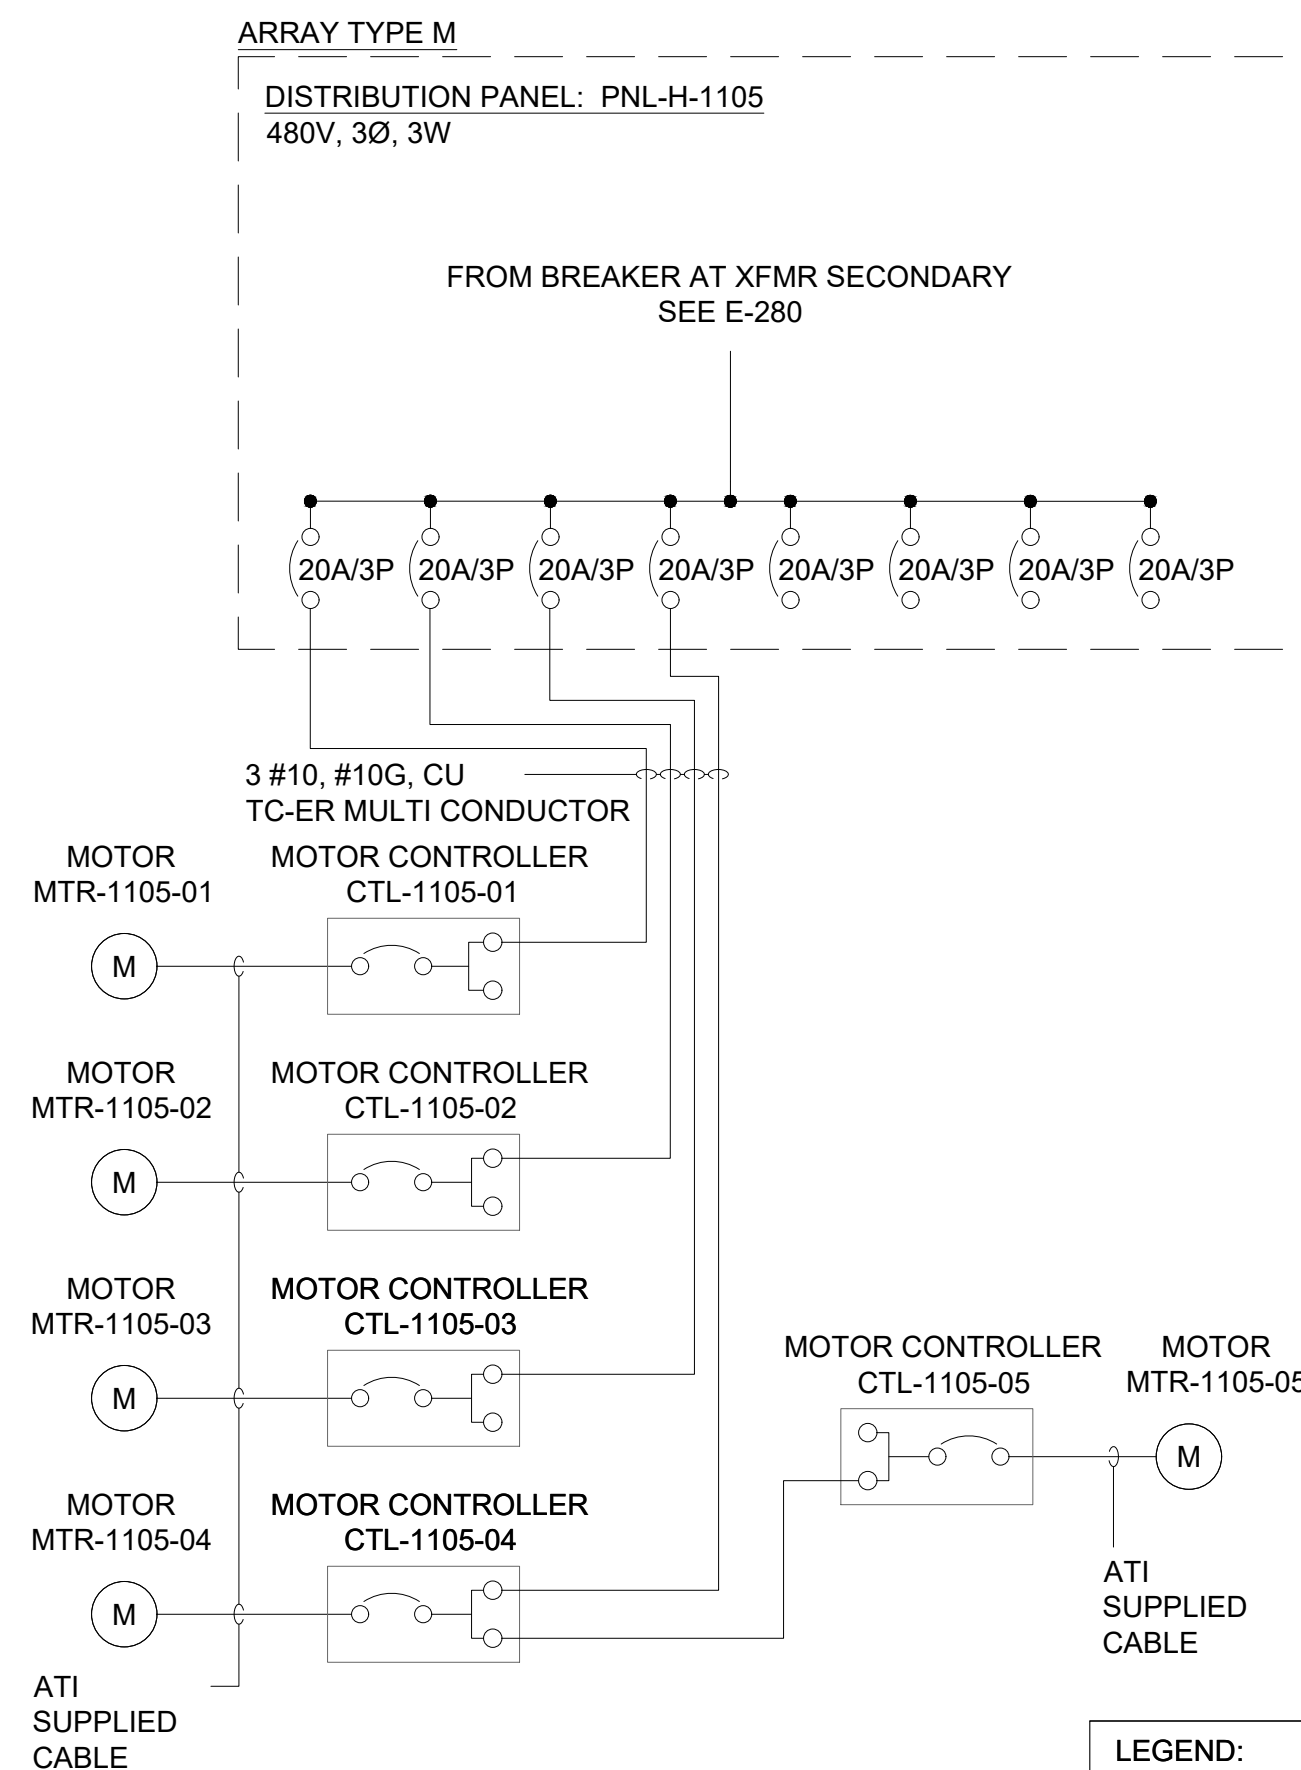 ARRAY TYPE M
DISTRIBUTION PANEL: PNL-H-1105
480V, 3Ø, 3W
FROM BREAKER AT XFMR SECONDARY
SEE E-280
20A/3P 20A/3P 20A/3P 20A/3P 20A/3P 20A/3P 20A/3P 20A/3P
3 #10, #10G, CU
TC-ER MULTI CONDUCTOR
MOTOR
MTR-1105-01
MOTOR CONTROLLER
CTL-1105-01
M
MOTOR
MTR-1105-02
MOTOR CONTROLLER
CTL-1105-02
M
MOTOR
MTR-1105-03
MOTOR CONTROLLER
CTL-1105-03
M
MOTOR CONTROLLER
CTL-1105-05
MOTOR
MTR-1105-05
M
MOTOR
MTR-1105-04
MOTOR CONTROLLER
CTL-1105-04
M
ATI
SUPPLIED
CABLE
ATI
SUPPLIED
CABLE
LEGEND: